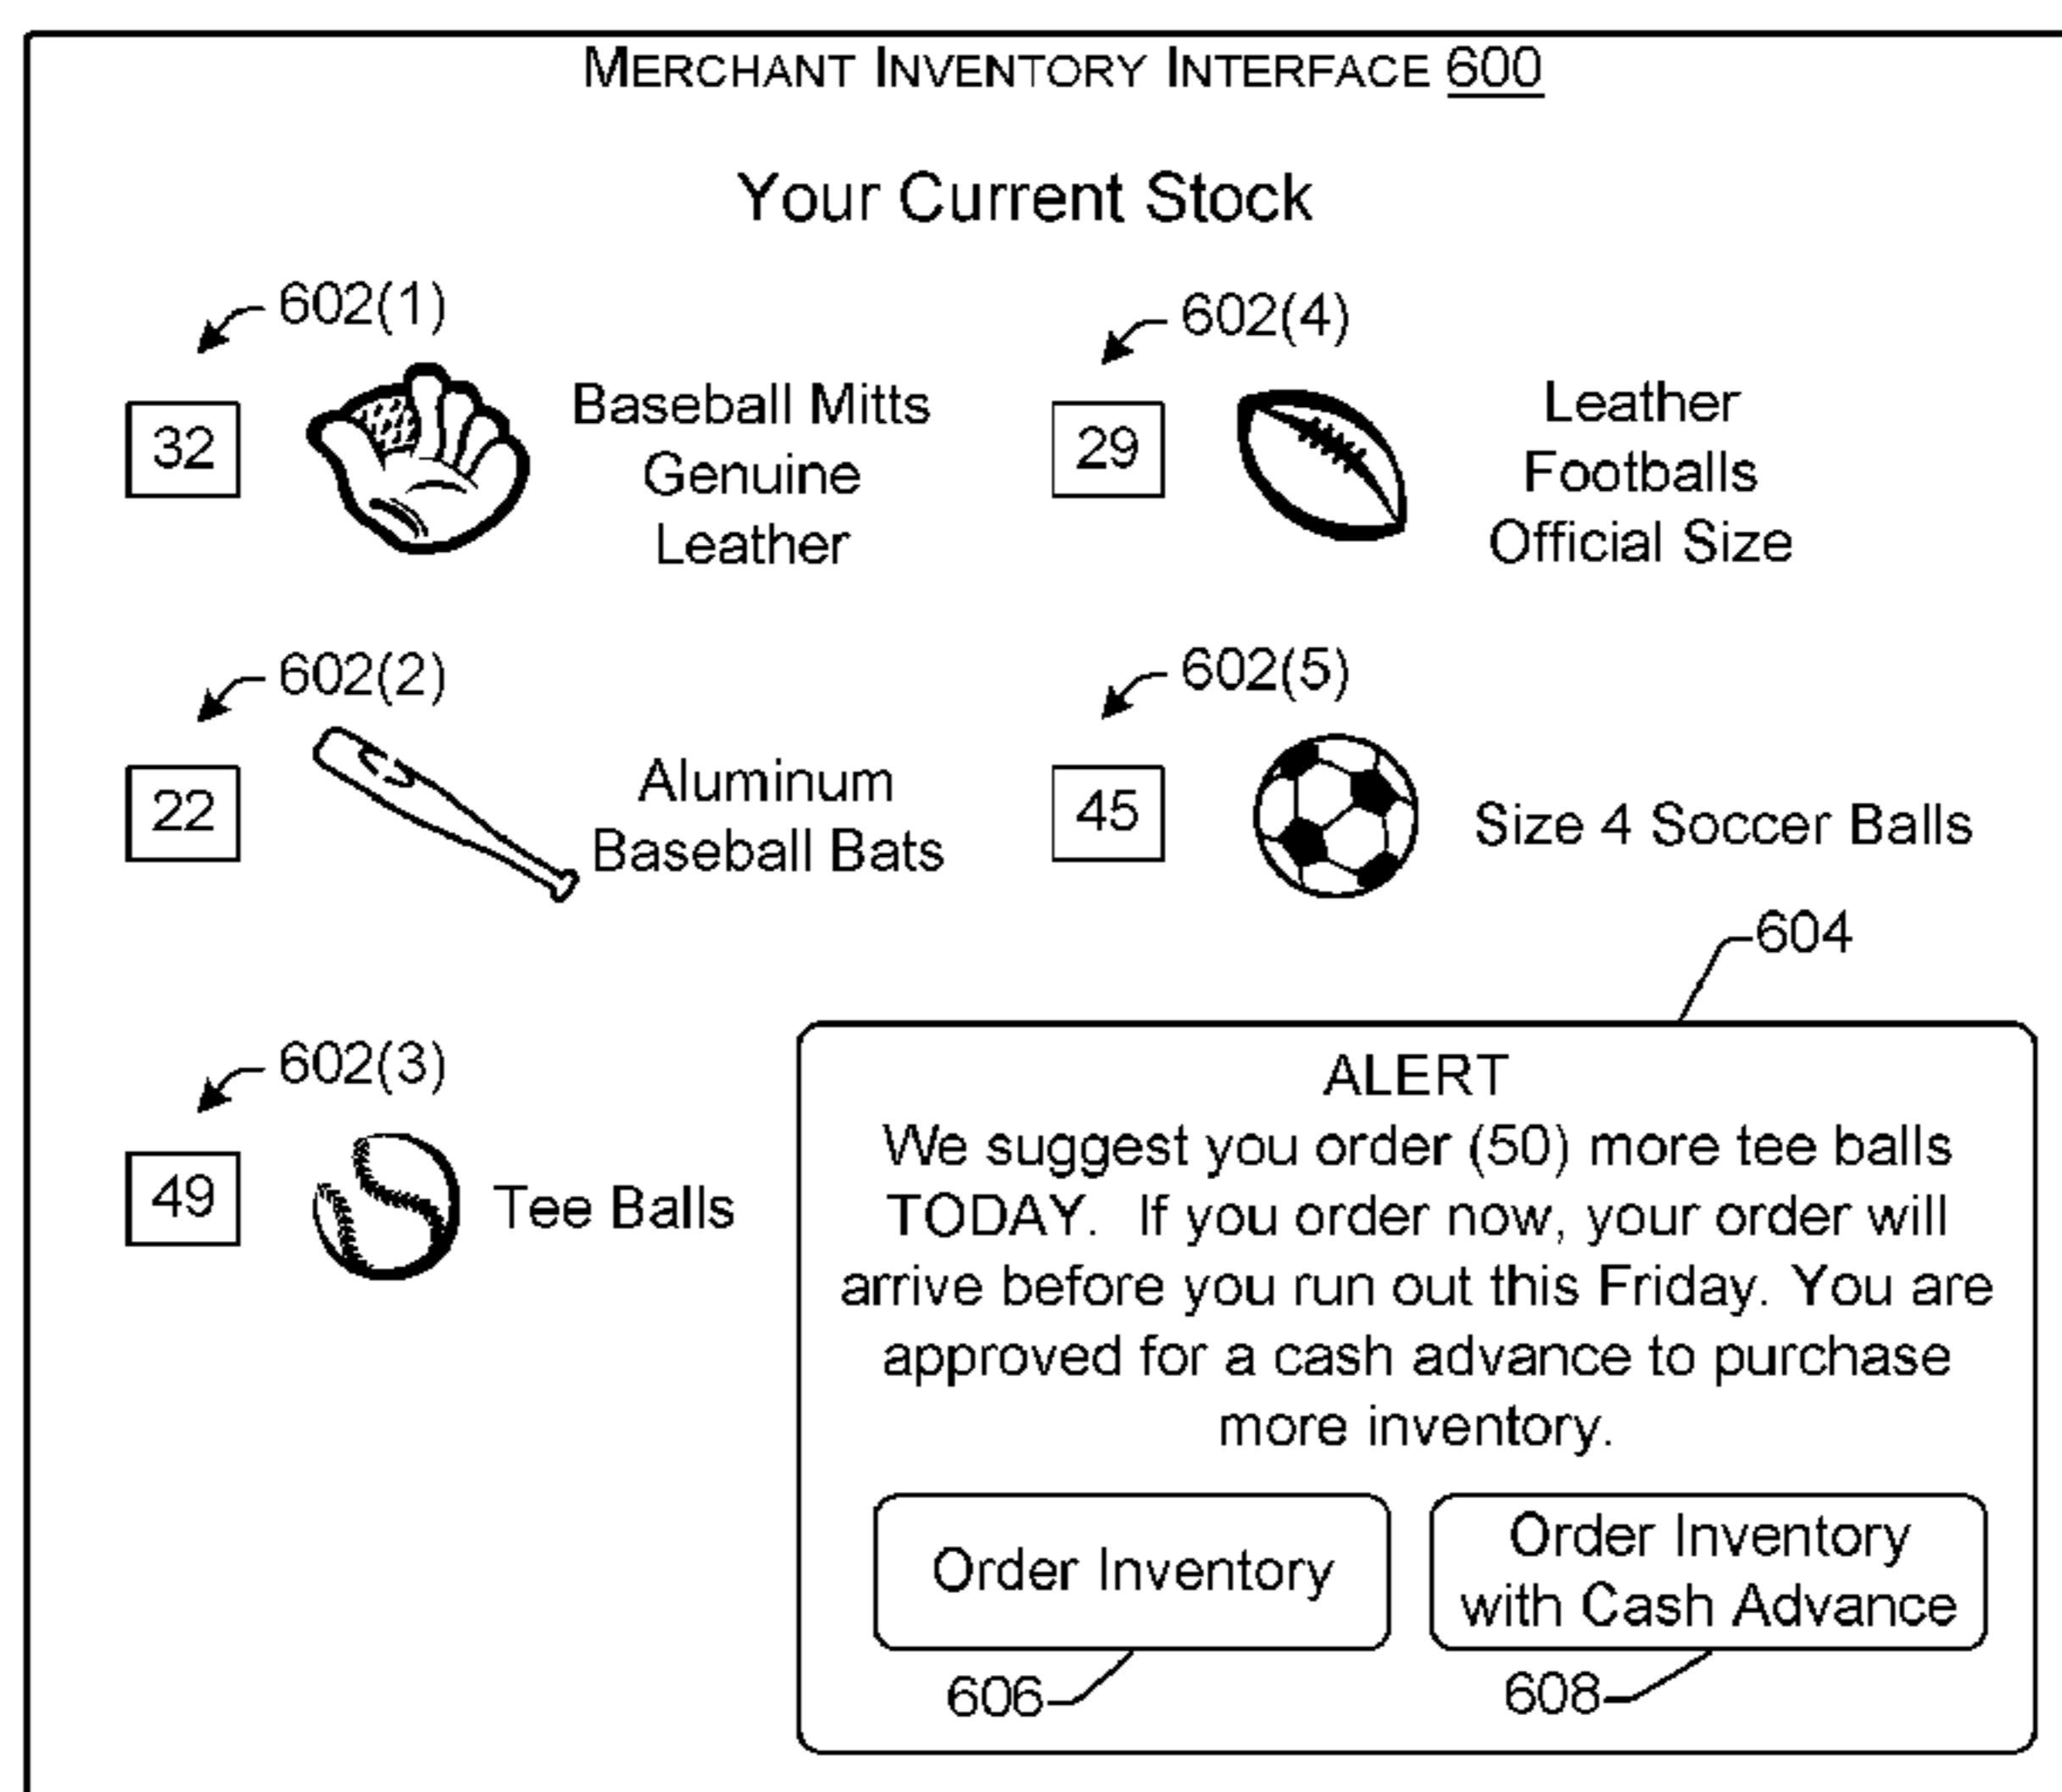 MERCHANT INVENTORY INTERFACE 600
Your Current Stock
602(1)
32
Baseball Mitts
Genuine
Leather
602(4)
29
Leather
Footballs
Official Size
602(2)
22
Aluminum
Baseball Bats
602(5)
45
Size 4 Soccer Balls
602(3)
49
Tee Balls
604
ALERT
We suggest you order (50) more tee balls
TODAY. If you order now, your order will
arrive before you run out this Friday. You are
approved for a cash advance to purchase
more inventory.
Order Inventory
606
Order Inventory
with Cash Advance
608